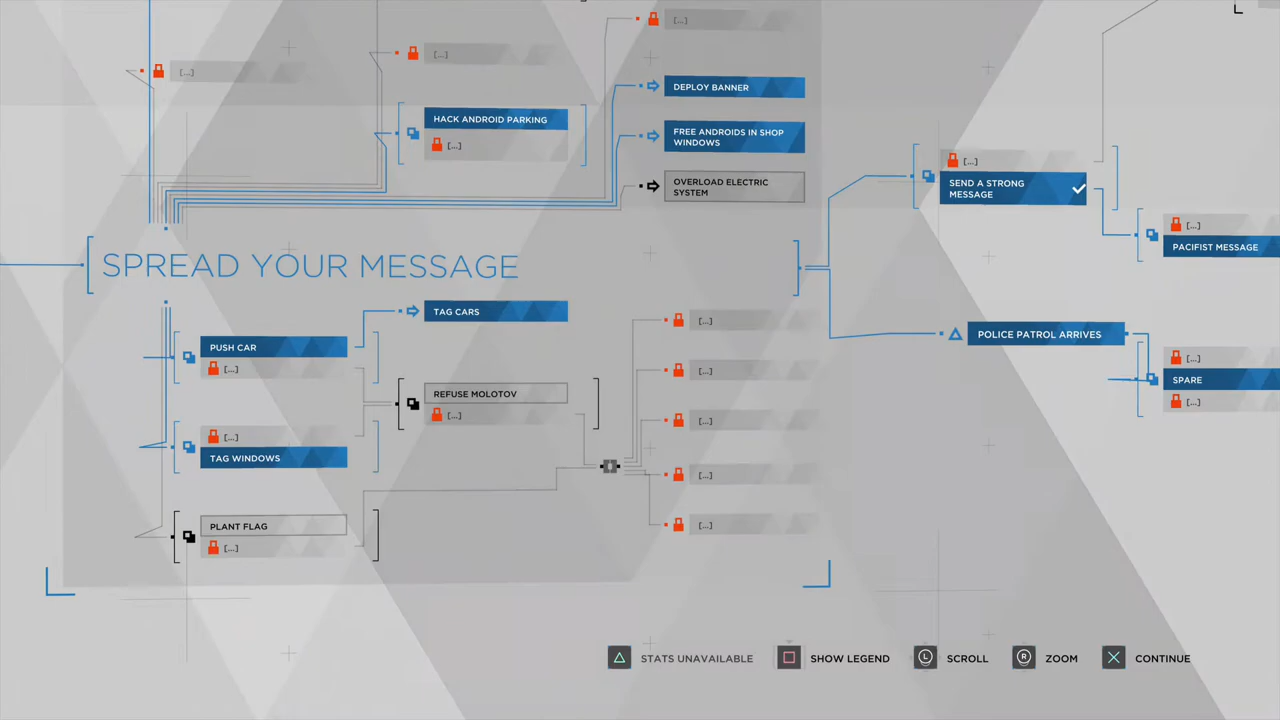 [...]
[...]
[...]
DEPLOY BANNER
HACK ANDROID PARKING
[...]
FREE ANDROIDS IN SHOP
WINDOWS
OVERLOAD ELECTRIC
SYSTEM
[...]
SEND A STRONG
MESSAGE
[...]
PACIFIST MESSAGE
SPREAD YOUR MESSAGE
TAG CARS
[...]
POLICE PATROL ARRIVES
PUSH CAR
[...]
[...]
SPARE
[...]
[...]
REFUSE MOLOTOV
[...]
[...]
[...]
TAG WINDOWS
[...]
PLANT FLAG
[...]
[...]
STATS UNAVAILABLE
SHOW LEGEND
L
SCROLL
R
ZOOM
CONTINUE